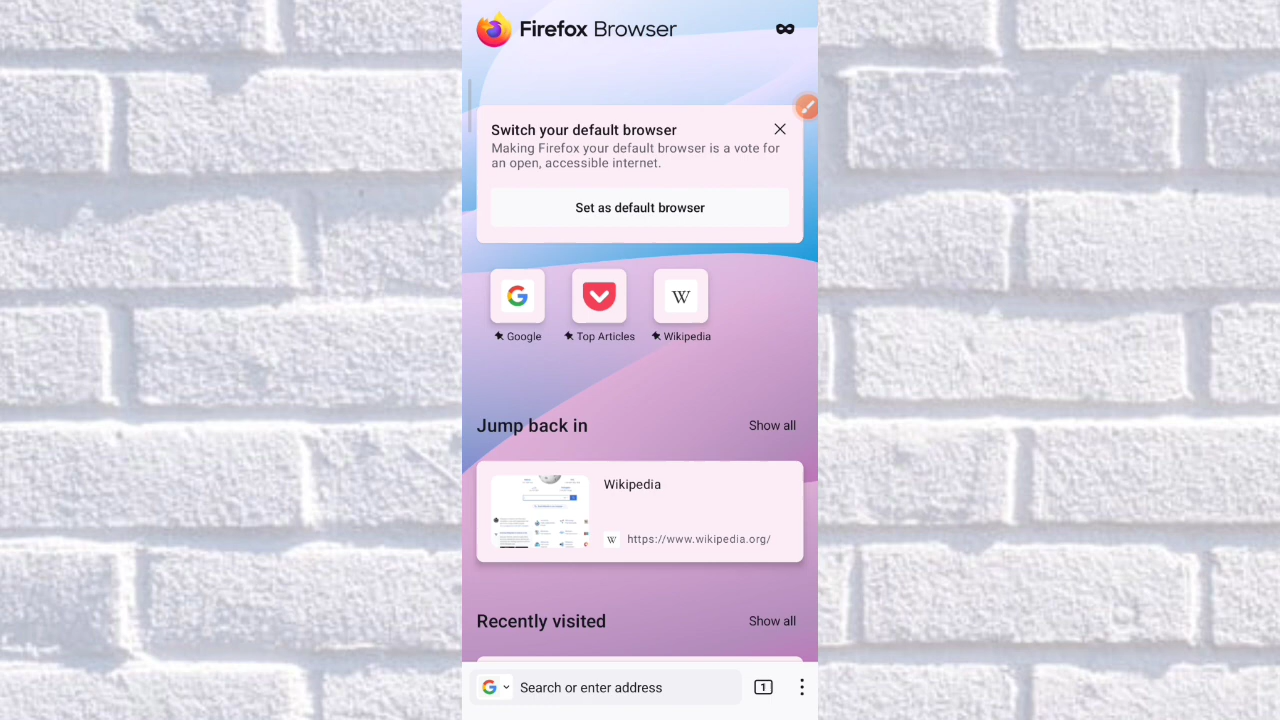 Firefox Browser
Switch your default browser
Making Firefox your default browser is a vote for
an open, accessible internet.
Set as default browser
Google
Top Articles
W
Wikipedia
Jump back in
Show all
Wikipedia
W
https://www.wikipedia.org/
Recently visited
Show all
Search or enter address
1